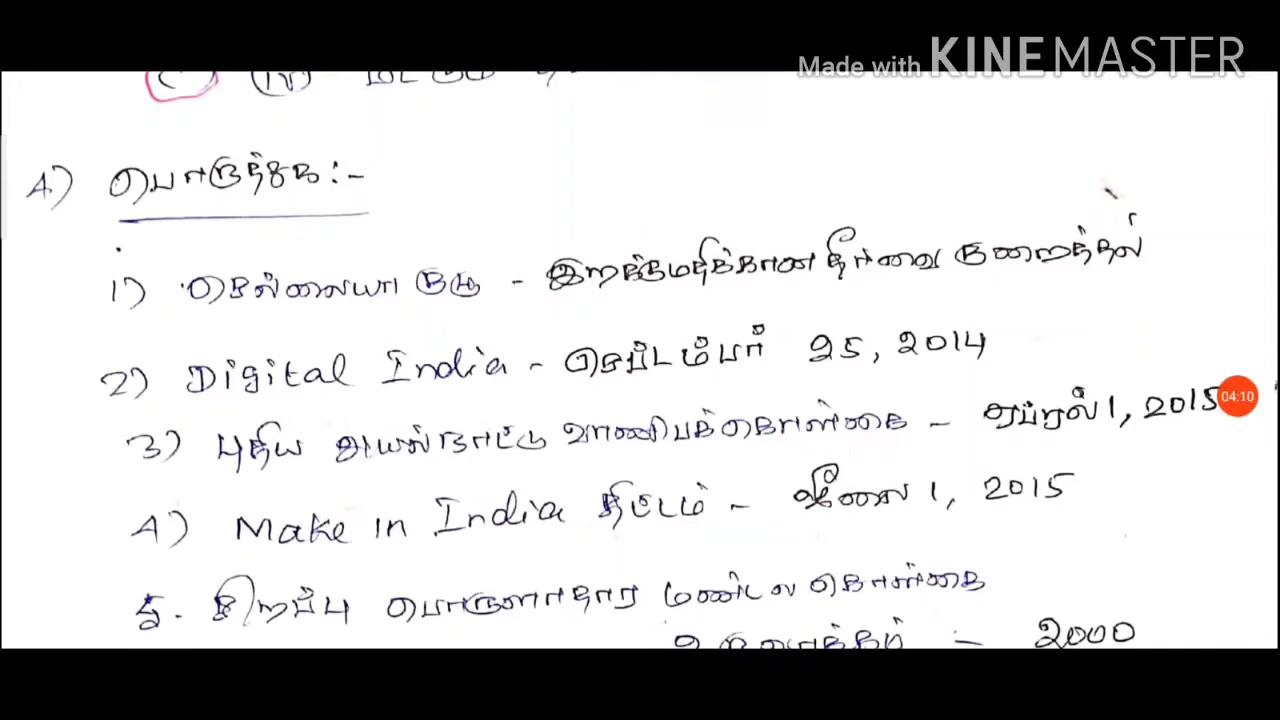 Made with KINEMASTER
(IV)
4) பொருத்துக:-
1) செல்லையா குழு - இறக்குமதிக்கான தீர்வை குறைத்தல்
2) Digital India - செப்டம்பர் 25, 2014
04:10
3) புதிய அயல்நாட்டு வாணிபக்கொள்கை - ஏப்ரல் 1, 2015
4) Make in India திட்டம் - ஜீலை 1, 2015
5. சிறப்பு பொருளாதார மண்டல கொள்கை
- 2000